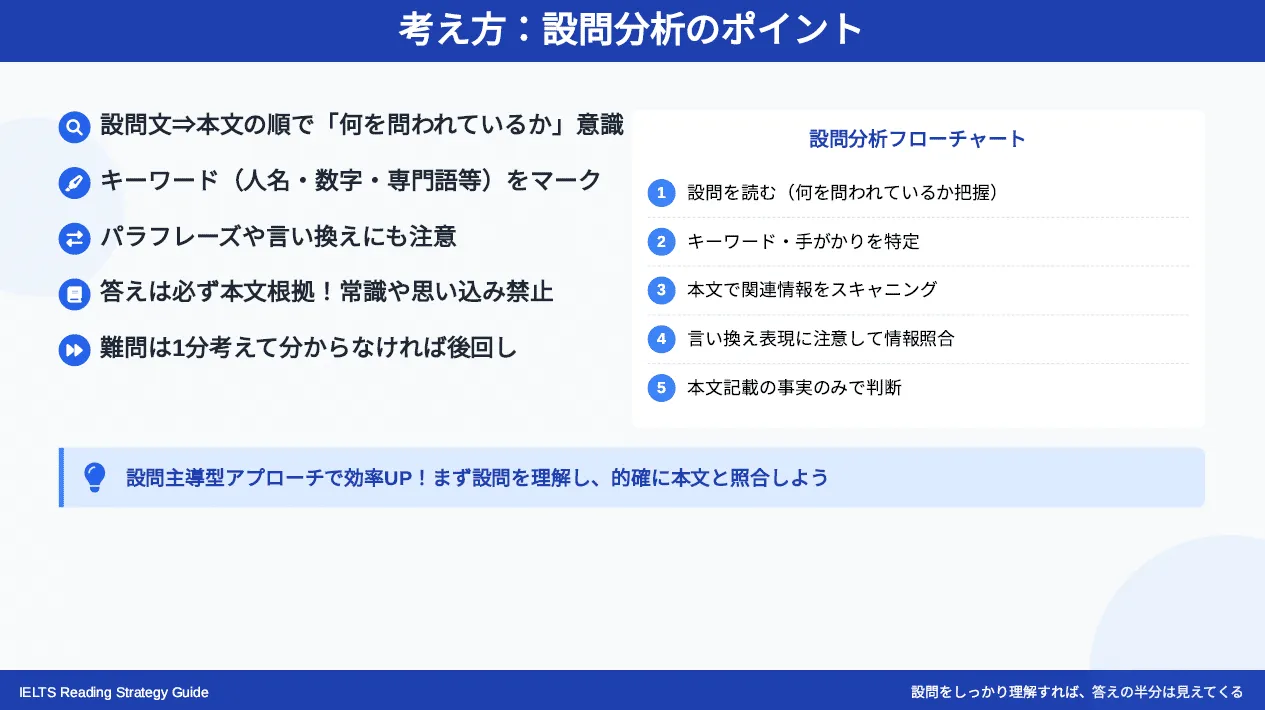 考え方：設問分析のポイント
設問文⇒本文の順で「何を問われているか」意識
キーワード（人名・数字・専門語等）をマーク
パラフレーズや言い換えにも注意
答えは必ず本文根拠！常識や思い込み禁止
難問は1分考えて分からなければ後回し
設問分析フローチャート
1 設問を読む（何を問われているか把握）
2 キーワード・手がかりを特定
3 本文で関連情報をスキャニング
4 言い換え表現に注意して情報照合
5 本文記載の事実のみで判断
設問主導型アプローチで効率UP！まず設問を理解し、的確に本文と照合しよう
IELTS Reading Strategy Guide
設問をしっかり理解すれば、答えの半分は見えてくる